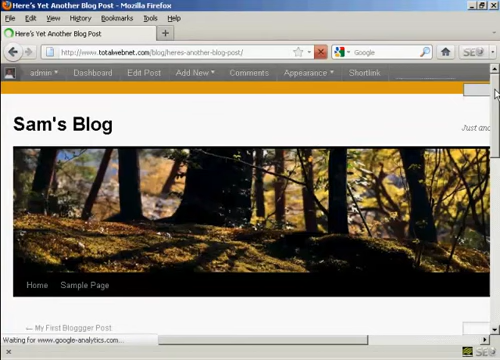 Here's Yet Another Blog Post - Mozilla Firefox
File Edit View History Bookmarks Tools Help
Here's Yet Another Blog Post
http://www.totalwebnet.com/blog/heres-another-blog-post/
Google
admin Dashboard Edit Post Add New Comments Appearance Shortlink
Sam's Blog
Just an
Home Sample Page
← My First Bloggger Post
Waiting for www.google-analytics.com...